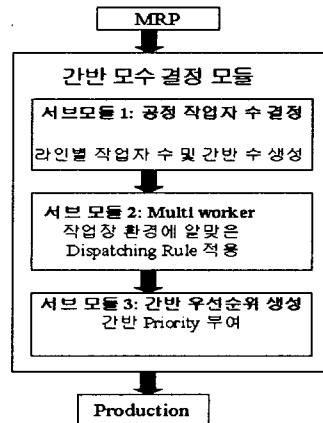 MRP
간반 모수 결정 모듈
서브모듈 1: 공정 작업자 수 결정
라인별 작업자 수 및 간반 수 생성
서브 모듈 2: Multi worker
작업장 환경에 알맞은
Dispatching Rule 적용
서브 모듈 3: 간반 우선순위 생성
간반 Priority 부여
Production